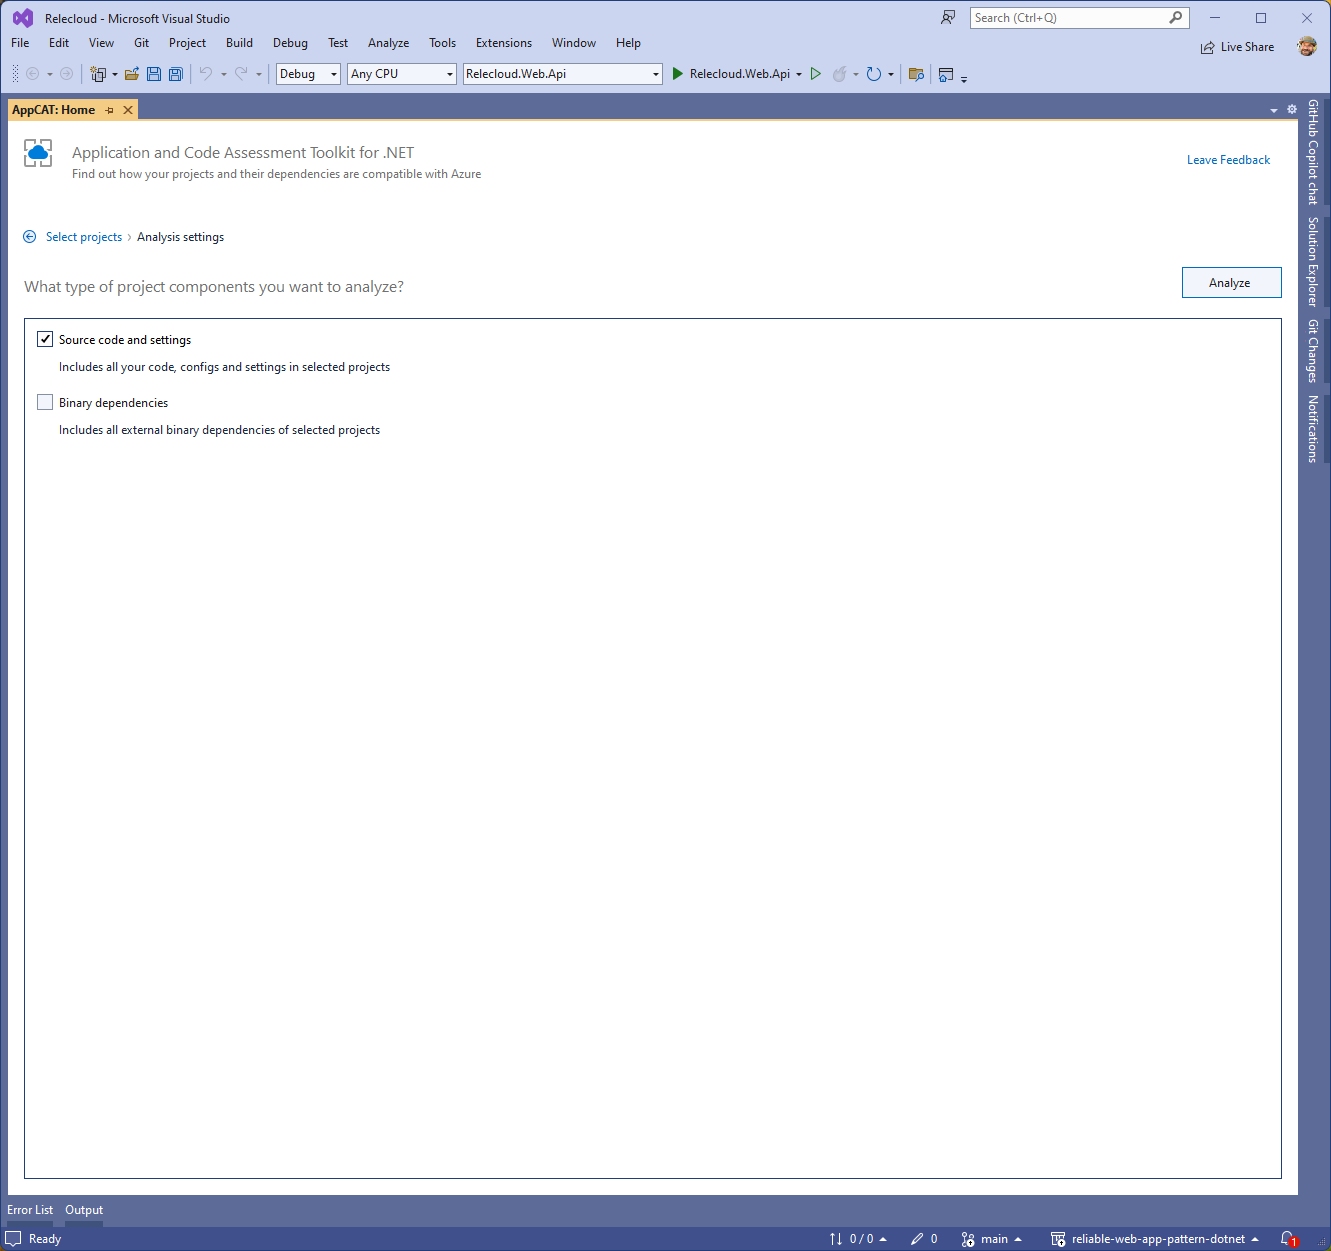 Relecloud - Microsoft Visual Studio
Search (Ctrl+Q)
File Edit View Git Project Build Debug Test Analyze Tools Extensions Window Help
Live Share
Debug Any CPU Relecloud.Web.Api Relecloud.Web.Api
AppCAT: Home
Application and Code Assessment Toolkit for .NET
Find out how your projects and their dependencies are compatible with Azure
Leave Feedback
Select projects › Analysis settings
What type of project components you want to analyze?
Analyze
Source code and settings
Includes all your code, configs and settings in selected projects
Binary dependencies
Includes all external binary dependencies of selected projects
GitHub Copilot chat
Solution Explorer
Git Changes
Notifications
Error List Output
Ready
0 / 0 0 main reliable-web-app-pattern-dotnet 1